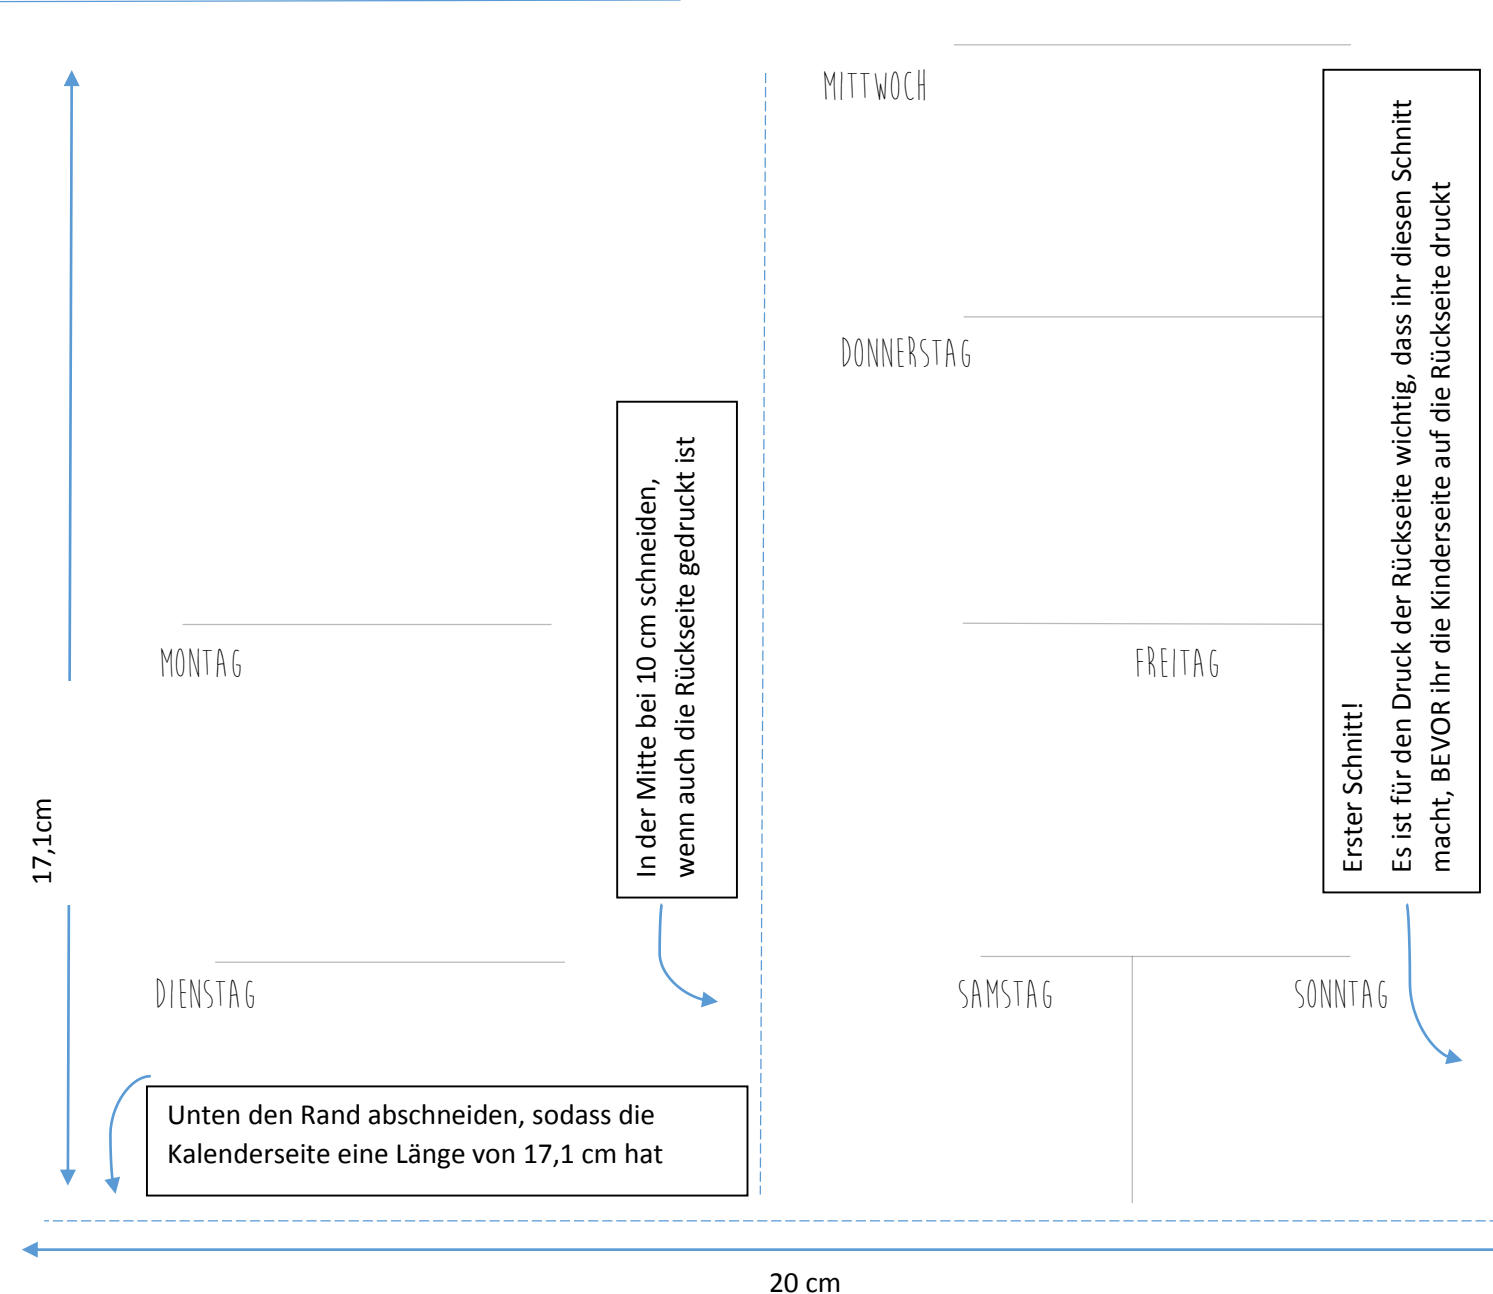 MITTWOCH
DONNERSTAG
FREITAG
SAMSTAG
SONNTAG
MONTAG
DIENSTAG
17,1cm
In der Mitte bei 10 cm schneiden,
wenn auch die Rückseite gedruckt ist
Erster Schnitt!
Es ist für den Druck der Rückseite wichtig, dass ihr diesen Schnitt
macht, BEVOR ihr die Kinderseite auf die Rückseite druckt
Unten den Rand abschneiden, sodass die
Kalenderseite eine Länge von 17,1 cm hat
20 cm